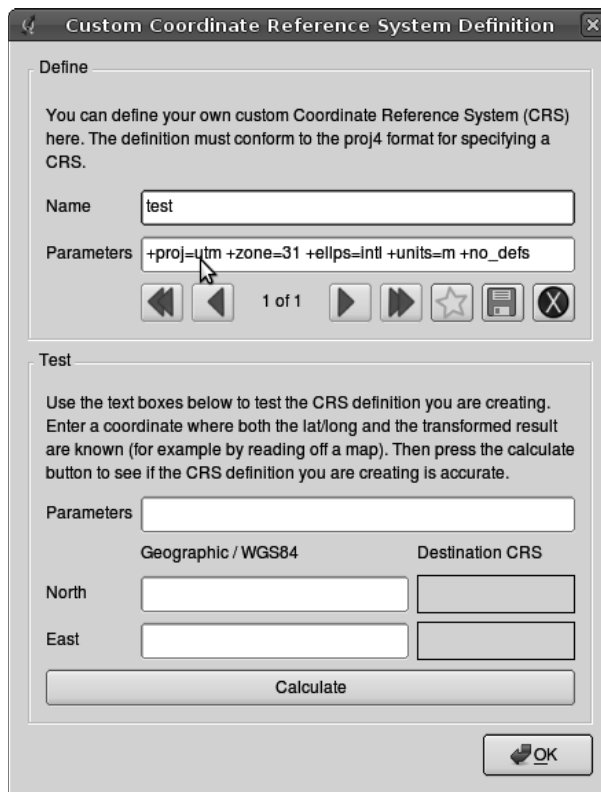 Custom Coordinate Reference System Definition
Define
You can define your own custom Coordinate Reference System (CRS)
here. The definition must conform to the proj4 format for specifying a
CRS.
Name test
Parameters +proj=utm +zone=31 +ellps=intl +units=m +no_defs
1 of 1
Test
Use the text boxes below to test the CRS definition you are creating.
Enter a coordinate where both the lat/long and the transformed result
are known (for example by reading off a map). Then press the calculate
button to see if the CRS definition you are creating is accurate.
Parameters
Geographic / WGS84 Destination CRS
North
East
Calculate
OK